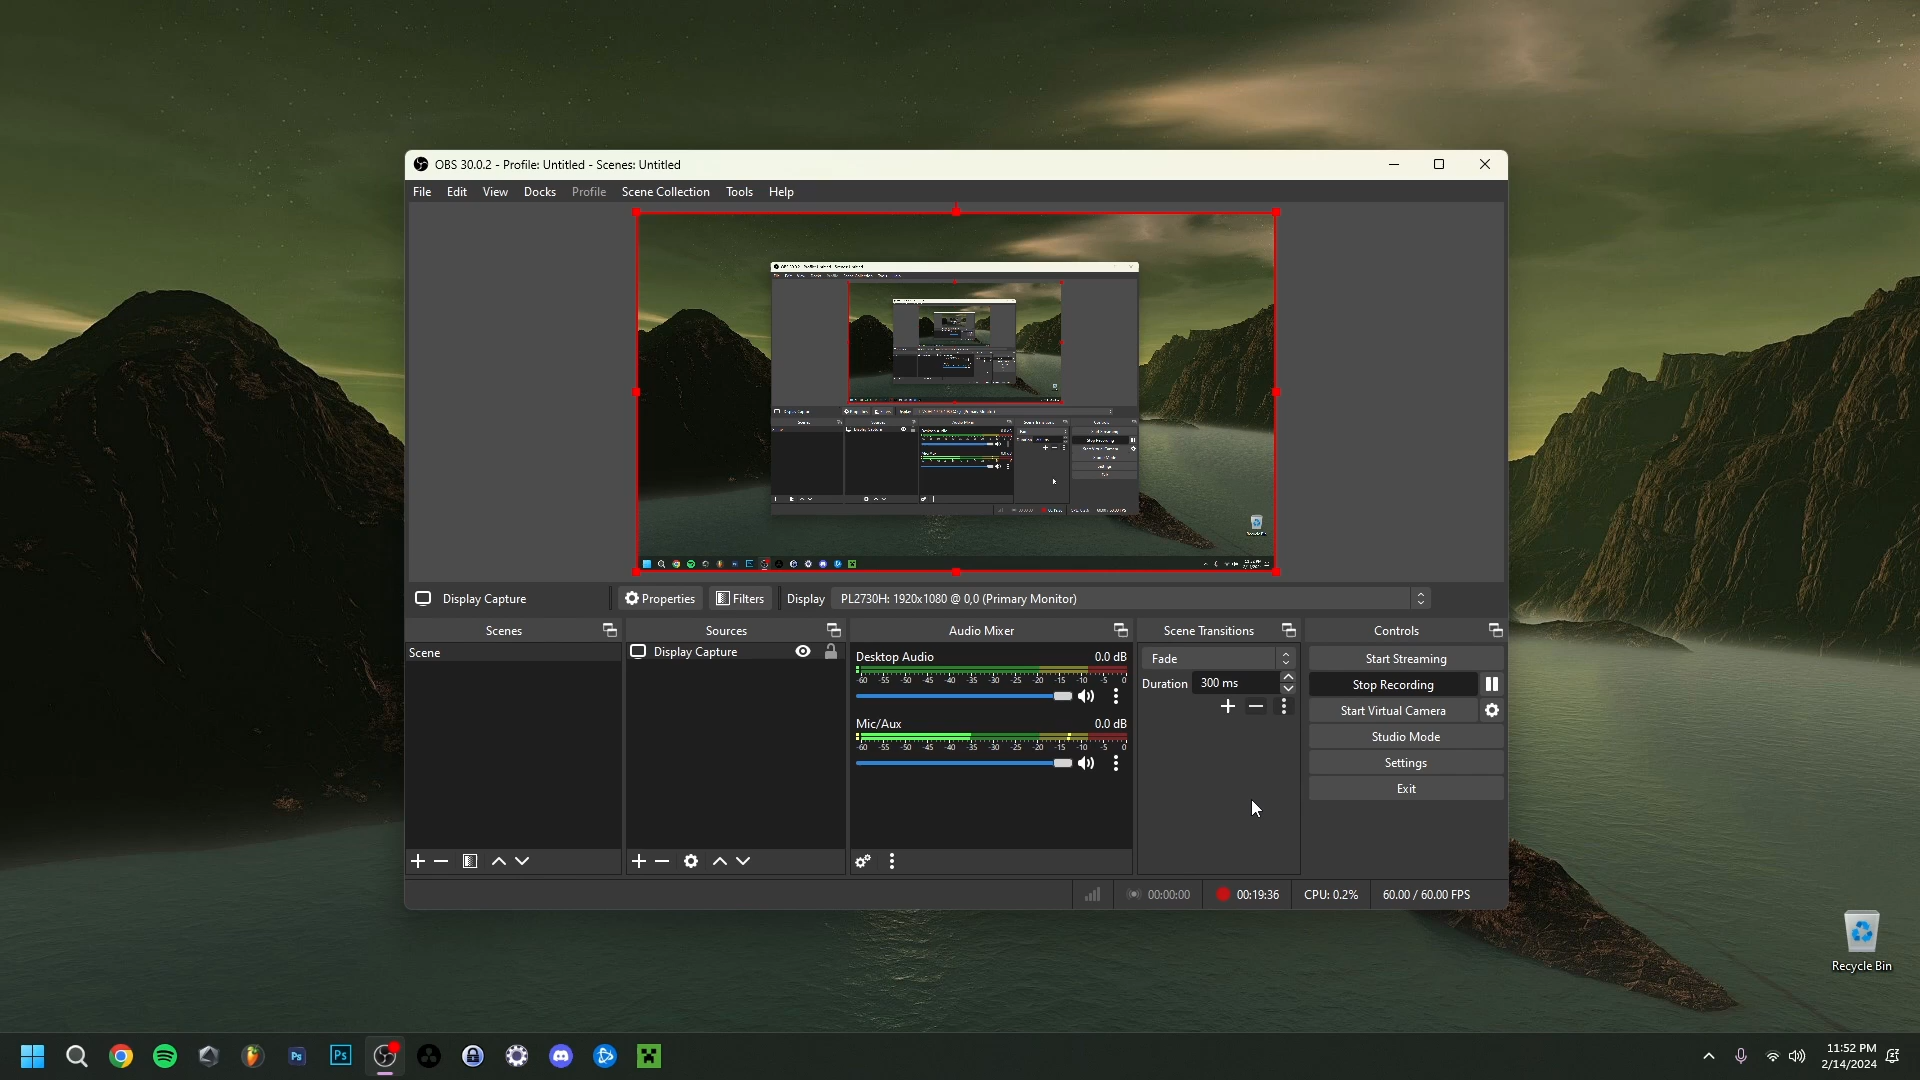 OBS 30.0.2 - Profile: Untitled - Scenes: Untitled
File Edit View Docks Profile Scene Collection Tools Help
Display Capture Properties Filters Display PL2730H: 1920x1080 @ 0,0 (Primary Monitor)
Scenes
Scene
Sources
Display Capture
Audio Mixer
Desktop Audio 0.0 dB
-60 -55 -50 -45 -40 -35 -30 -25 -20 -15 -10 -5 0
Mic/Aux 0.0 dB
-60 -55 -50 -45 -40 -35 -30 -25 -20 -15 -10 -5 0
Scene Transitions
Fade
Duration 300 ms
Controls
Start Streaming
Stop Recording
Start Virtual Camera
Studio Mode
Settings
Exit
00:00:00 00:19:36 CPU: 0.2% 60.00 / 60.00 FPS
Recycle Bin
Ps Ps
11:52 PM
2/14/2024